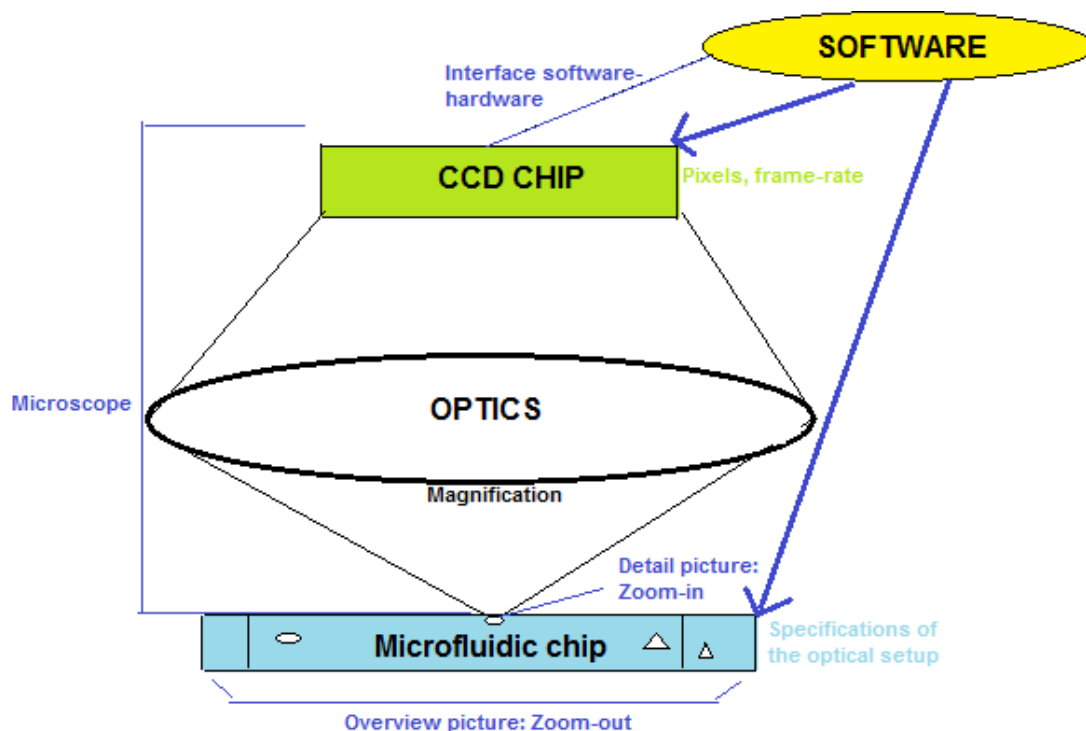 SOFTWARE
Interface software-
hardware
CCD CHIP
Pixels, frame-rate
Microscope
OPTICS
Magnification
Detail picture:
Zoom-in
Microfluidic chip
Specifications of
the optical setup
Overview picture: Zoom-out